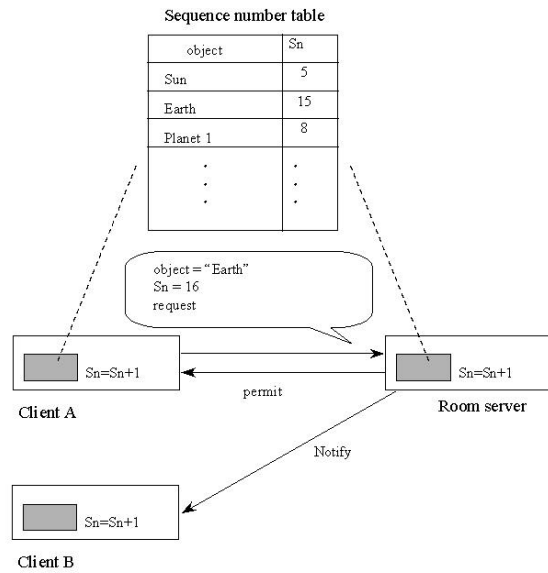 Sequence number table
object Sn
Sun 5
Earth 15
Planet 1 8
object = “Earth”
Sn = 16
request
Sn=Sn+1
Sn=Sn+1
permit
Client A
Room server
Notify
Sn=Sn+1
Client B